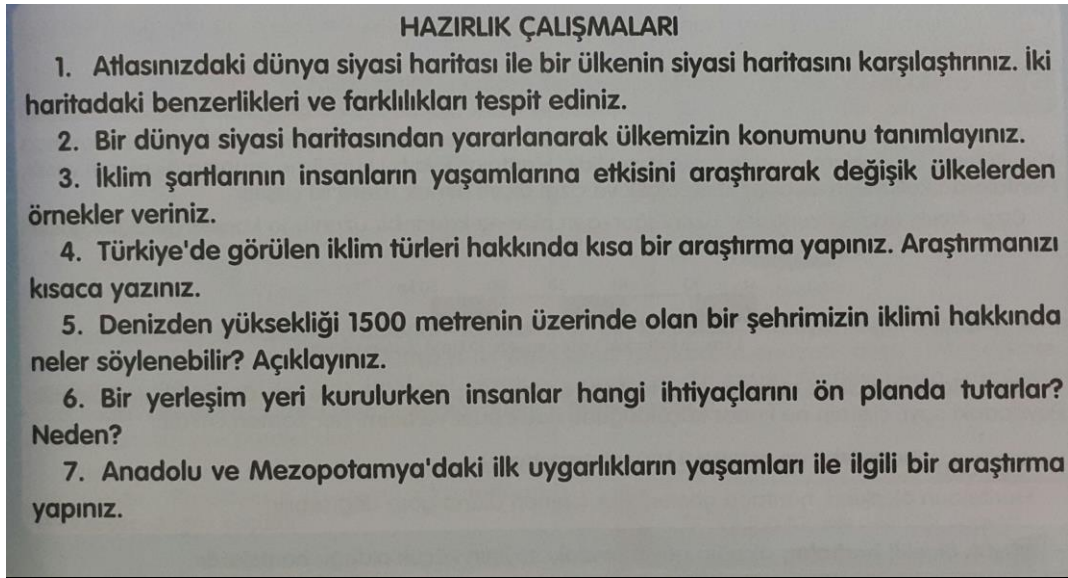 HAZIRLIK ÇALIŞMALARI
1. Atlasınızdaki dünya siyasi haritası ile bir ülkenin siyasi haritasını karşılaştırınız. İki
haritadaki benzerlikleri ve farklılıkları tespit ediniz.
2. Bir dünya siyasi haritasından yararlanarak ülkemizin konumunu tanımlayınız.
3. İklim şartlarının insanların yaşamlarına etkisini araştırarak değişik ülkelerden
örnekler veriniz.
4. Türkiye'de görülen iklim türleri hakkında kısa bir araştırma yapınız. Araştırmanızı
kısaca yazınız.
5. Denizden yüksekliği 1500 metrenin üzerinde olan bir şehrimizin iklimi hakkında
neler söylenebilir? Açıklayınız.
6. Bir yerleşim yeri kurulurken insanlar hangi ihtiyaçlarını ön planda tutarlar?
Neden?
7. Anadolu ve Mezopotamya'daki ilk uygarlıkların yaşamları ile ilgili bir araştırma
yapınız.